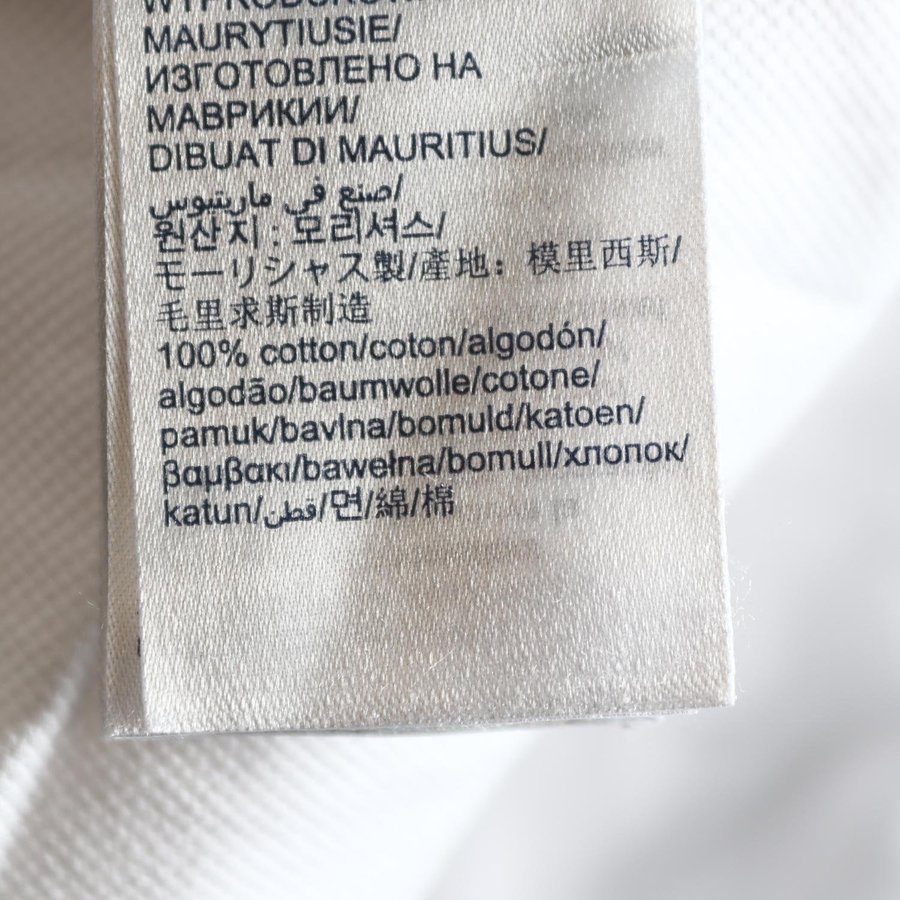 MAURYTIUSIE/
ИЗГОТОВЛЕНО НА
МАВРИКИИ/
DIBUAT DI MAURITIUS/
صنع في ماريتيوس/
원산지 : 모리셔스/
モーリシャス製/產地：模里西斯/
毛里求斯制造
100% cotton/coton/algodón/
algodão/baumwolle/cotone/
pamuk/bavlna/bomuld/katoen/
βαμβακι/bawełna/bomull/хлопок/
katun/قطن/면/綿/棉